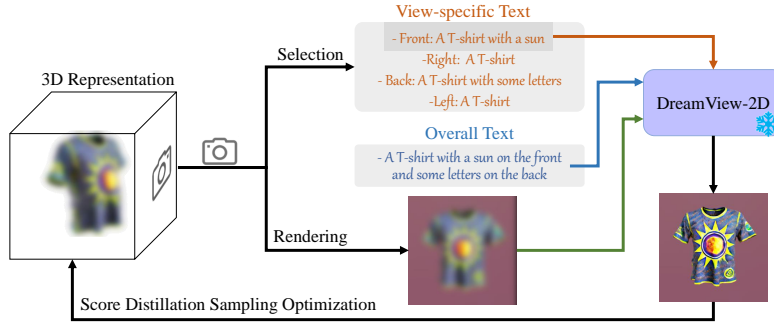 View-specific Text
- Front: A T-shirt with a sun
-Right: A T-shirt
- Back: A T-shirt with some letters
-Left: A T-shirt
Selection
3D Representation
DreamView-2D
Overall Text
- A T-shirt with a sun on the front
and some letters on the back
Rendering
Score Distillation Sampling Optimization